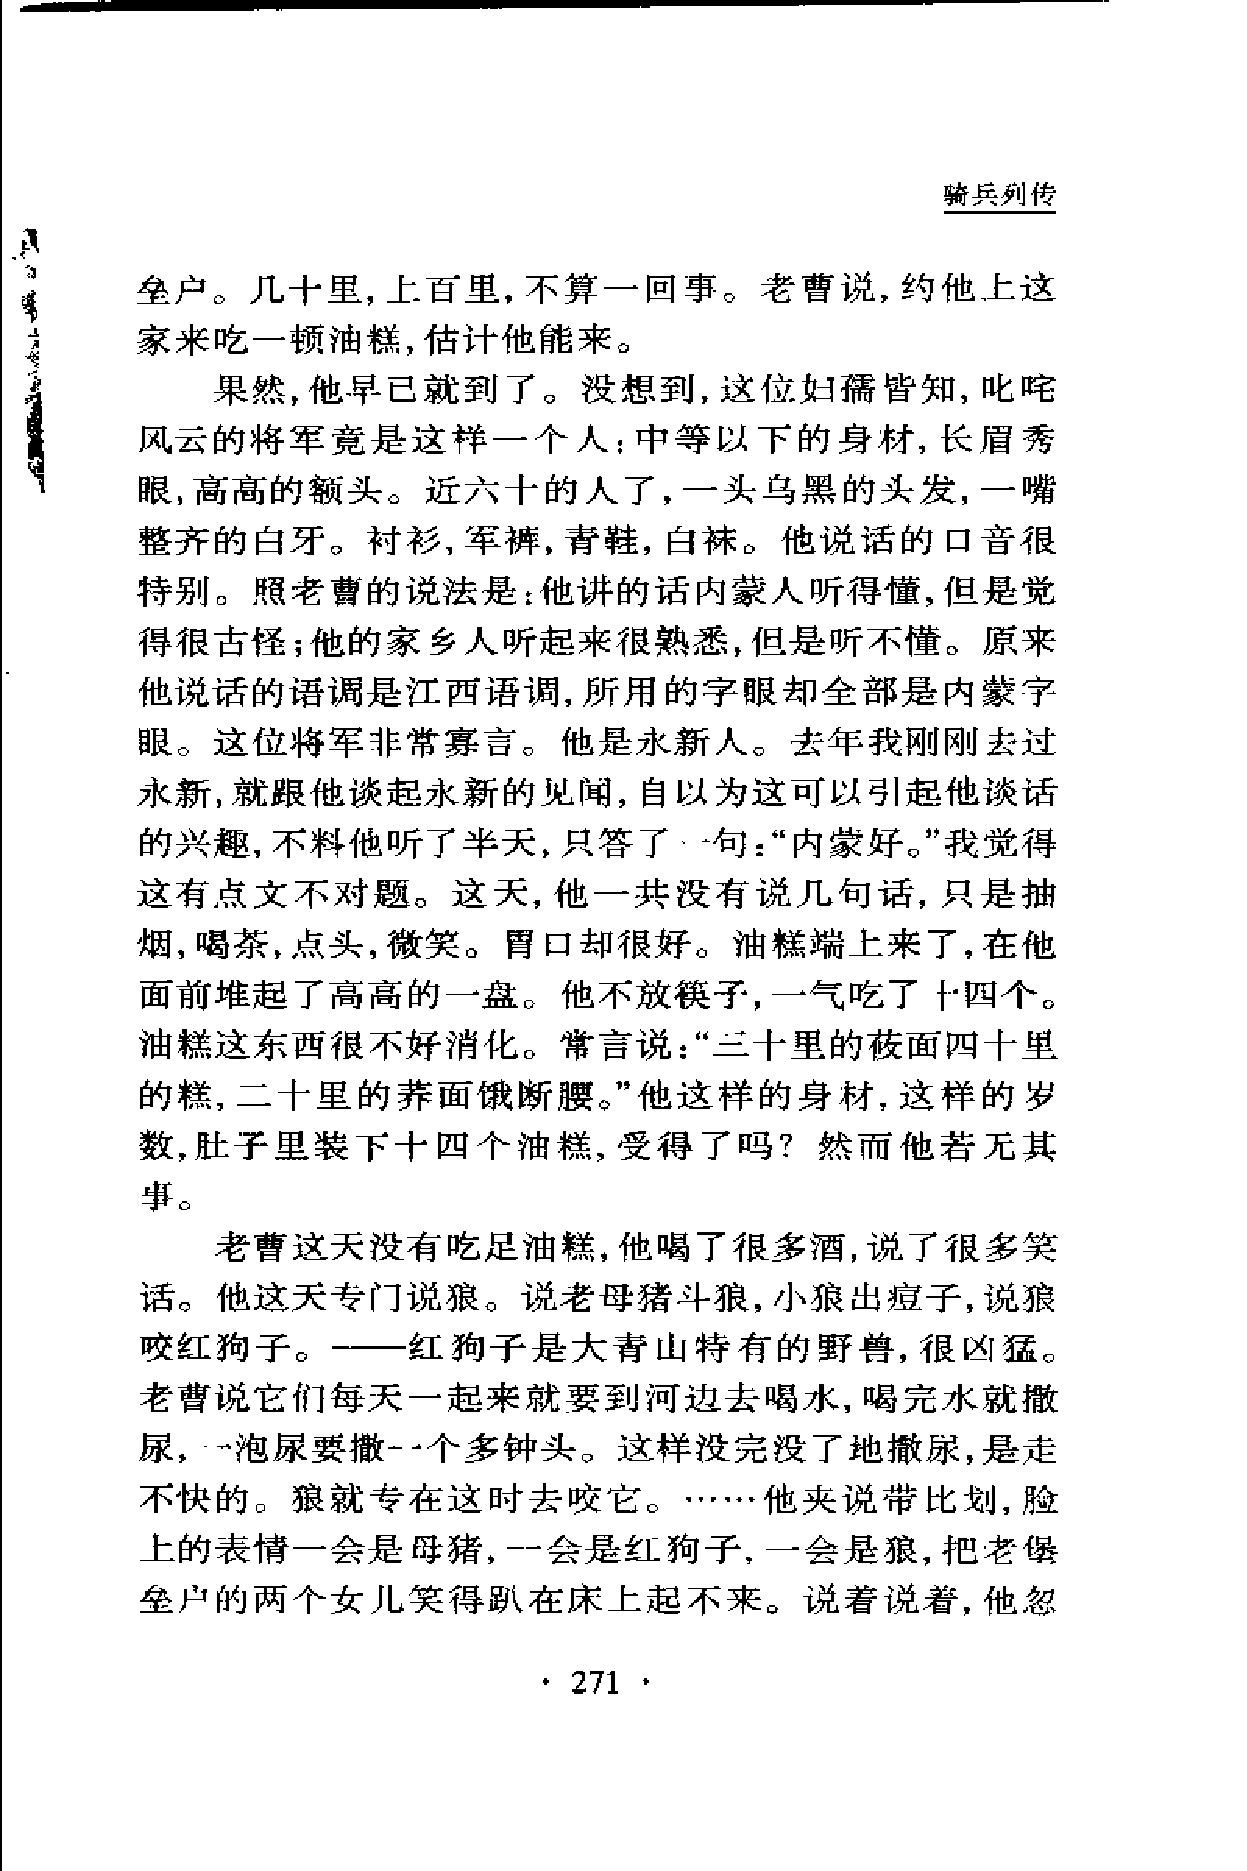 骑兵列传
垒户。几十里,上百里,不算一回事。老曹说,约他上这
家来吃一顿油糕,估计他能来。
果然,他早已就到了。没想到,这位妇孺皆知,叱咤
风云的将军竟是这样一个人:中等以下的身材,长眉秀
眼,高高的额头。近六十的人了,一头乌黑的头发,一嘴
整齐的白牙。衬衫,军裤,青鞋,白袜。他说话的口音很
特别。照老曹的说法是:他讲的话内蒙人听得懂,但是觉
得很古怪;他的家乡人听起来很熟悉,但是听不懂。原来
他说话的语调是江西语调,所用的字眼却全部是内蒙字
眼。这位将军非常寡言。他是永新人。去年我刚刚去过
永新,就跟他谈起永新的见闻,自以为这可以引起他谈话
的兴趣,不料他听了半天,只答了一句:“内蒙好。”我觉得
这有点文不对题。这天,他一共没有说几句话,只是抽
烟,喝茶,点头,微笑。胃口却很好。油糕端上来了,在他
面前堆起了高高的一盘。他不放筷子,一气吃了十四个。
油糕这东西很不好消化。常言说:“三十里的莜面四十里
的糕,二十里的荞面饿断腰。”他这样的身材,这样的岁
数,肚子里装下十四个油糕,受得了吗?然而他若无其
事。
老曹这天没有吃足油糕,他喝了很多酒,说了很多笑
话。他这天专门说狼。说老母猪斗狼,小狼出痘子,说狼
咬红狗子。——红狗子是大青山特有的野兽,很凶猛。
老曹说它们每天一起来就要到河边去喝水,喝完水就撒
尿,一泡尿要撒一个多钟头。这样没完没了地撒尿,是走
不快的。狼就专在这时去咬它。……他夹说带比划,脸
上的表情一会是母猪,一会是红狗子,一会是狼,把老堡
垒户的两个女儿笑得趴在床上起不来。说着说着,他忽
· 271 ·